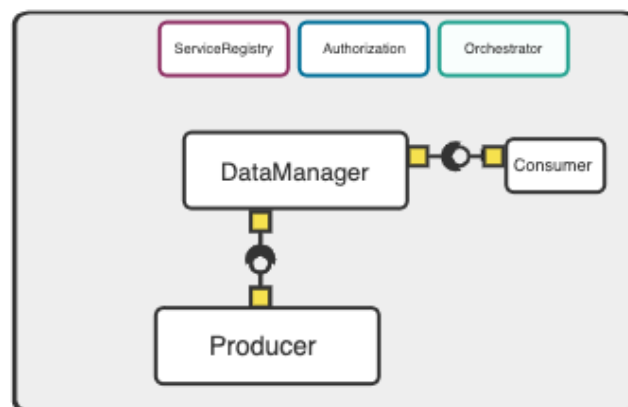 ServiceRegistry
Authorization
Orchestrator
DataManager
Consumer
Producer